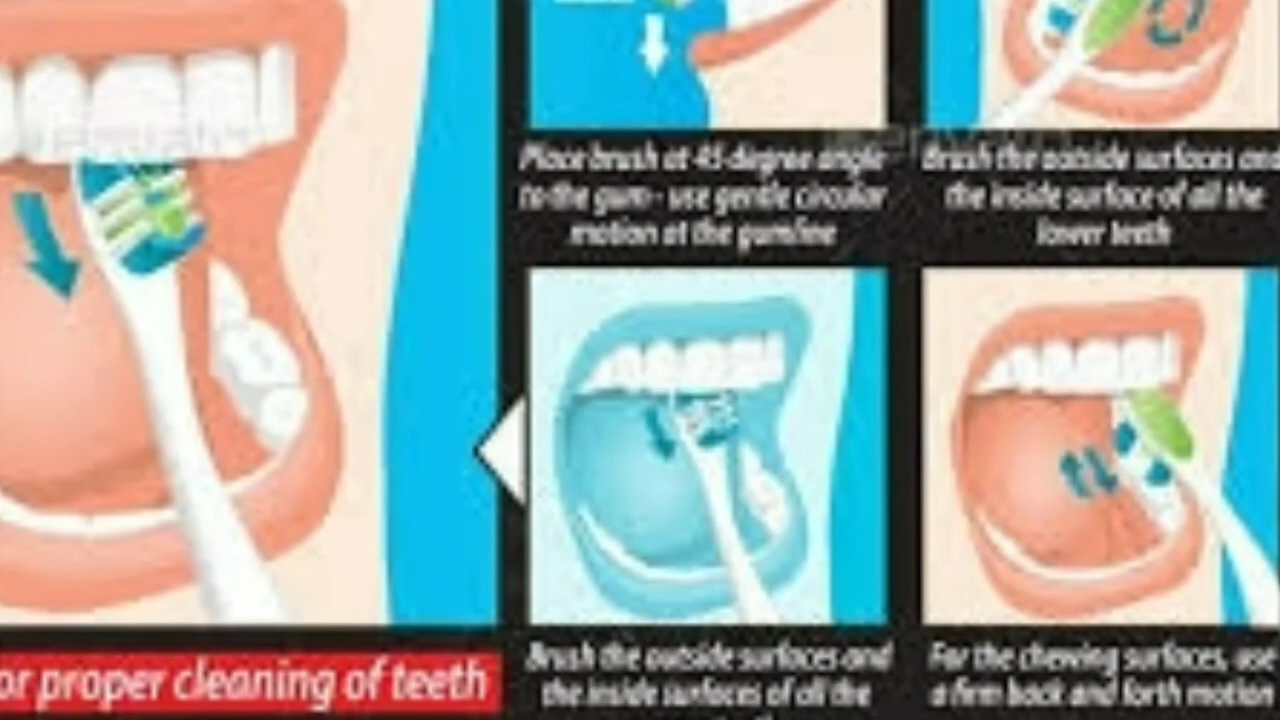 Place brush at 45 degree angle
to the gum - use gentle circular
motion at the gumline
Brush the outside surfaces and
the inside surface of all the
lower teeth
or proper cleaning of teeth
Brush the outside surfaces and
the inside surfaces of all the
For the chewing surfaces, use
a firm back and forth motion